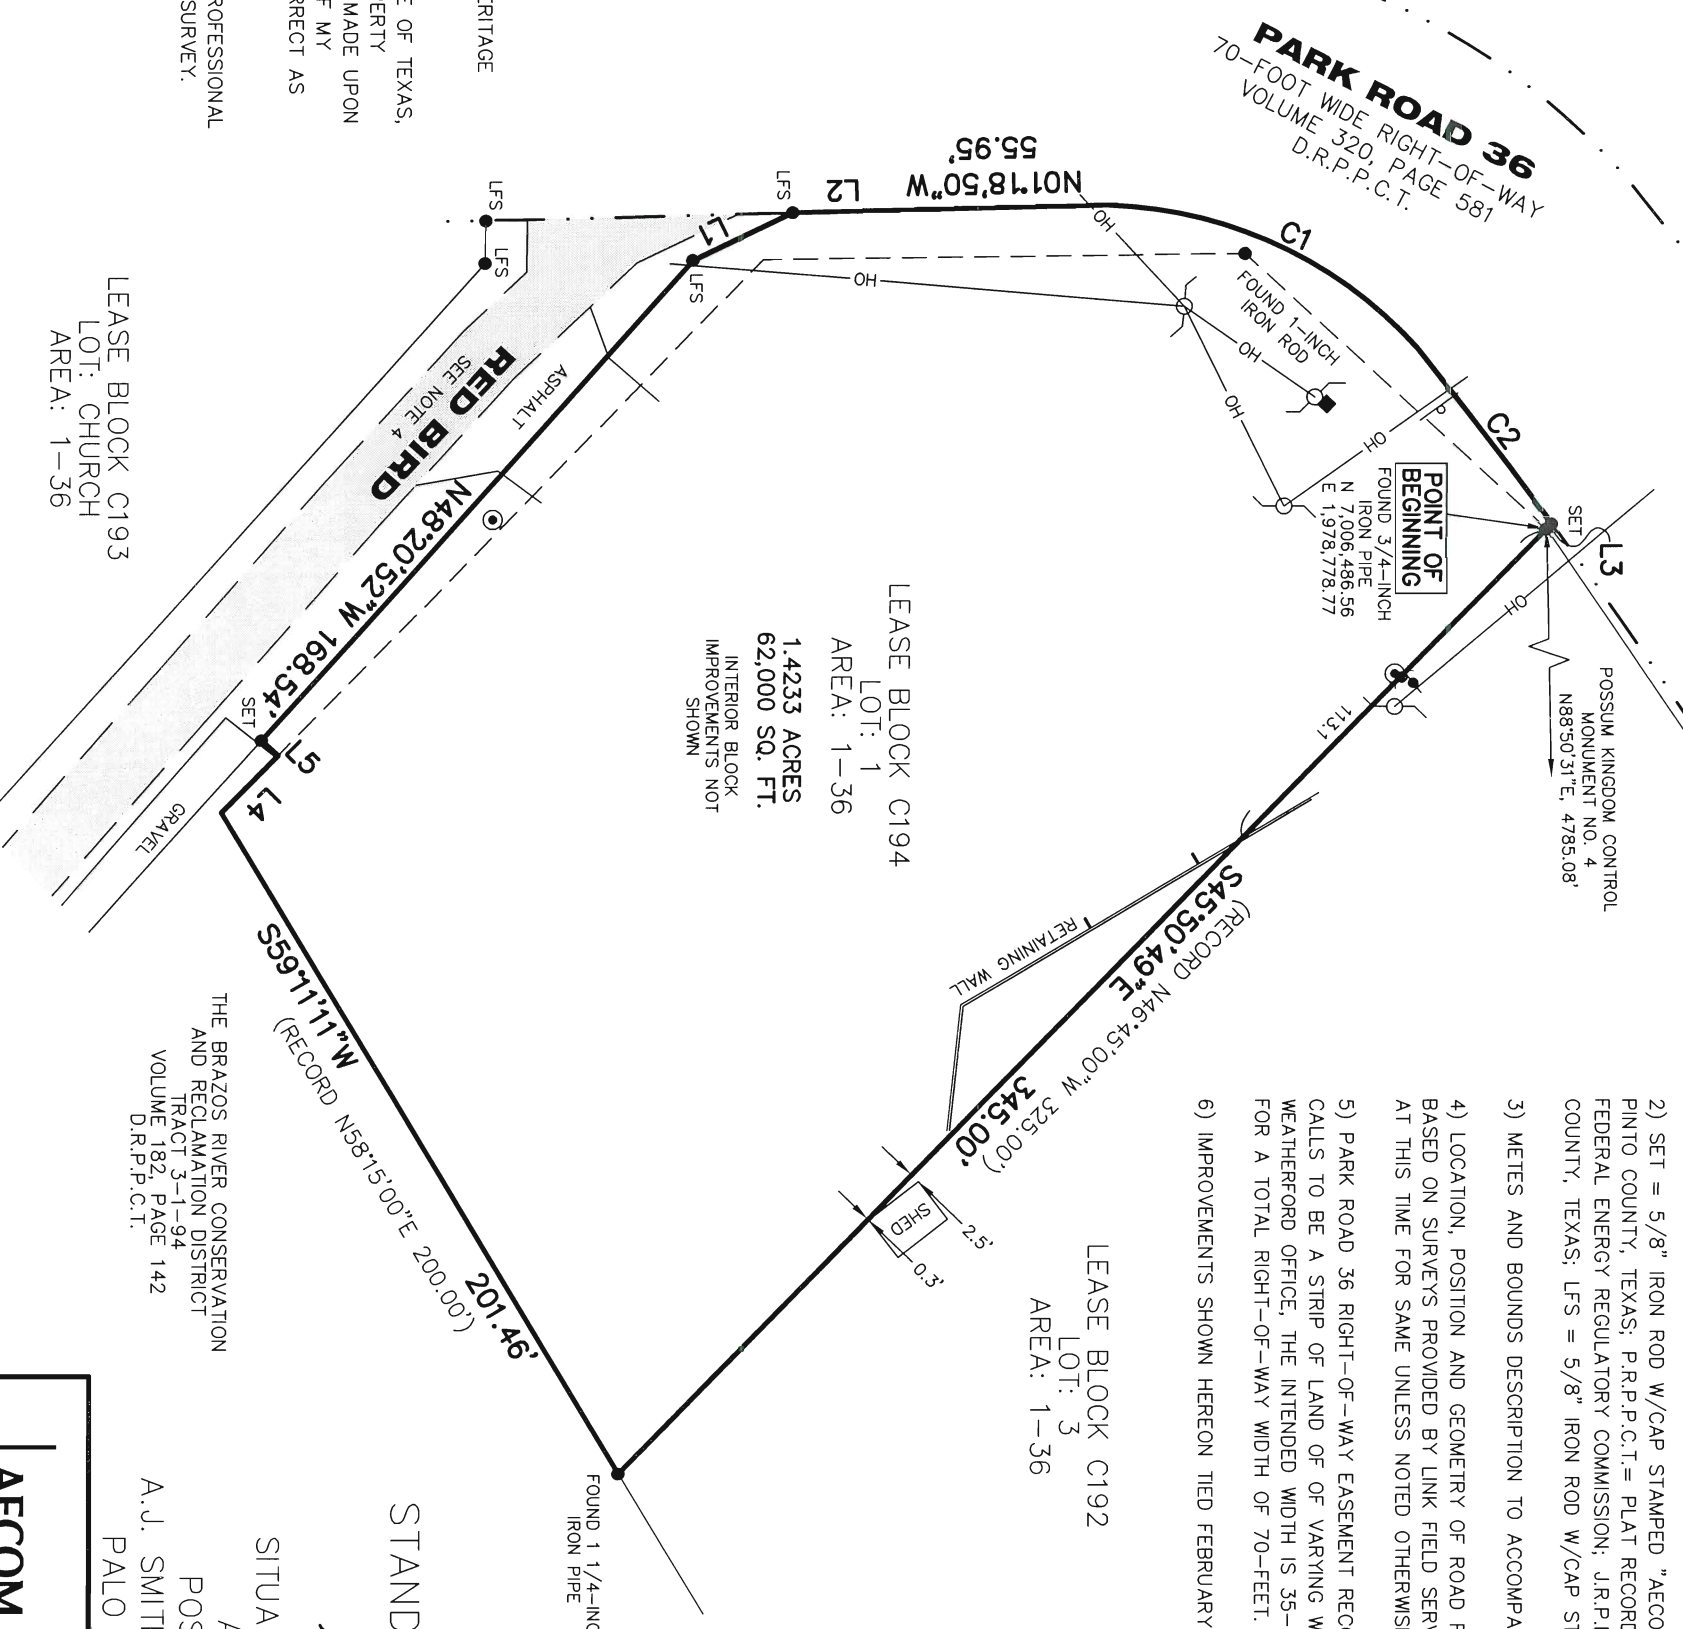 PARK ROAD 36
70-FOOT WIDE RIGHT-OF-WAY
VOLUME 320, PAGE 581
D.R.P.P.C.T.
ERITAGE
E OF TEXAS,
PERTY
MADE UPON
F MY
RRECT AS
ROFESSIONAL
SURVEY.
LFS
LFS
LFS
LFS
L1
L2
N01°18'50"W
55.95'
C1
C2
L3
SET
OH
OH
OH
OH
OH
OH
P
FOUND 1-INCH
IRON ROD
POINT OF
BEGINNING
FOUND 3/4-INCH
IRON PIPE
N 7,006,486.56
E 1,978,778.77
POSSUM KINGDOM CONTROL
MONUMENT NO. 4
N88°50'31"E, 4785.08'
113.1
LEASE BLOCK C193
LOT: CHURCH
AREA: 1-36
RED BIRD
SEE NOTE 4
ASPHALT
N48°20'52"W 168.54'
SET
L5
L4
GRAVEL
LEASE BLOCK C194
LOT: 1
AREA: 1-36
1.4233 ACRES
62,000 SQ. FT.
INTERIOR BLOCK
IMPROVEMENTS NOT
SHOWN
RETAINING WALL
S45°50'49"E 345.00'
(RECORD N46°45'00"W 325.00')
SHED
2.5'
0.3'
LEASE BLOCK C192
LOT: 3
AREA: 1-36
S59°11'11"W 201.46'
(RECORD N58°15'00"E 200.00')
THE BRAZOS RIVER CONSERVATION
AND RECLAMATION DISTRICT
TRACT 3-1-94
VOLUME 182, PAGE 142
D.R.P.P.C.T.
FOUND 1 1/4-INC
IRON PIPE
2) SET = 5/8" IRON ROD W/CAP STAMPED "AECO
PINTO COUNTY, TEXAS; P.R.P.P.C.T.= PLAT RECORD
FEDERAL ENERGY REGULATORY COMMISSION; J.R.P.
COUNTY, TEXAS; LFS = 5/8" IRON ROD W/CAP ST
3) METES AND BOUNDS DESCRIPTION TO ACCOMPA
4) LOCATION, POSITION AND GEOMETRY OF ROAD R
BASED ON SURVEYS PROVIDED BY LINK FIELD SERV
AT THIS TIME FOR SAME UNLESS NOTED OTHERWIS
5) PARK ROAD 36 RIGHT-OF-WAY EASEMENT REC
CALLS TO BE A STRIP OF LAND OF OF VARYING W
WEATHERFORD OFFICE, THE INTENDED WIDTH IS 35-
FOR A TOTAL RIGHT-OF-WAY WIDTH OF 70-FEET.
6) IMPROVEMENTS SHOWN HEREON TIED FEBRUARY
STAND
SITUA
POS
A.J. SMITH
PALO
AECOM